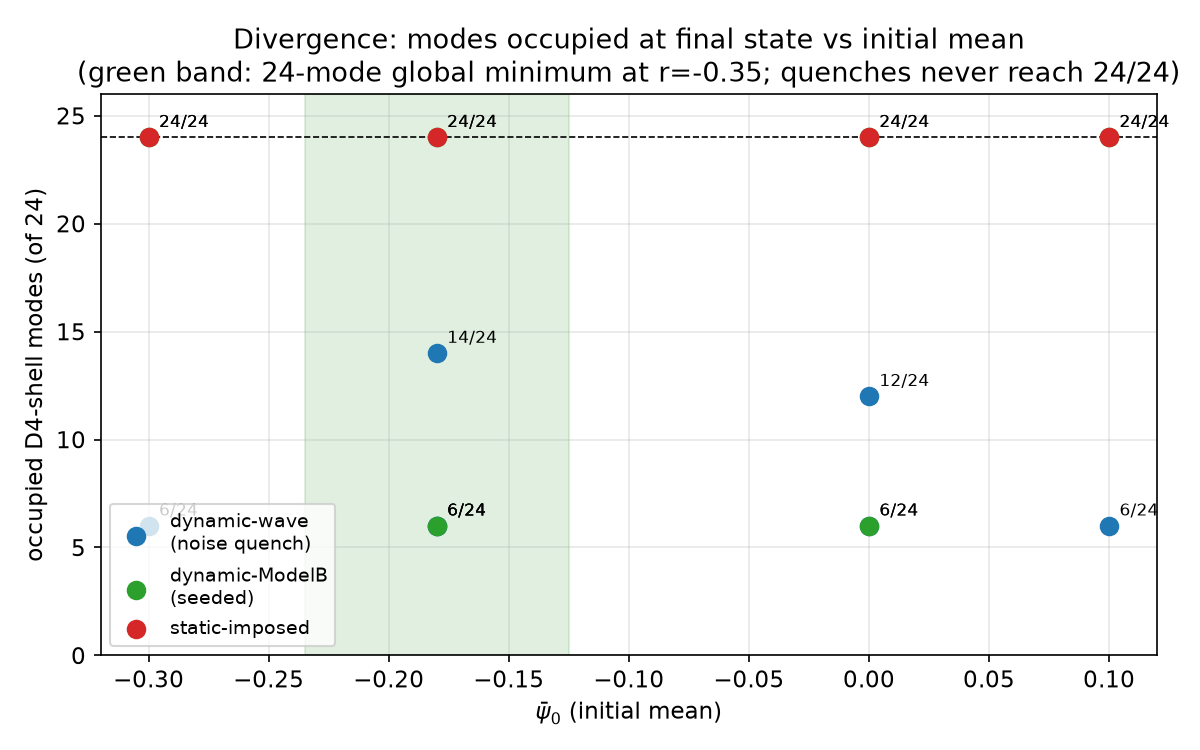 Divergence: modes occupied at final state vs initial mean
(green band: 24-mode global minimum at r=-0.35; quenches never reach 24/24)
occupied D4-shell modes (of 24)
25
20
15
10
5
0
24/24
24/24
24/24
24/24
14/24
12/24
6/24
6/24
6/24
6/24
dynamic-wave
(noise quench)
dynamic-ModelB
(seeded)
static-imposed
−0.30
−0.25
−0.20
−0.15
−0.10
−0.05
0.00
0.05
0.10
ψ̄₀ (initial mean)